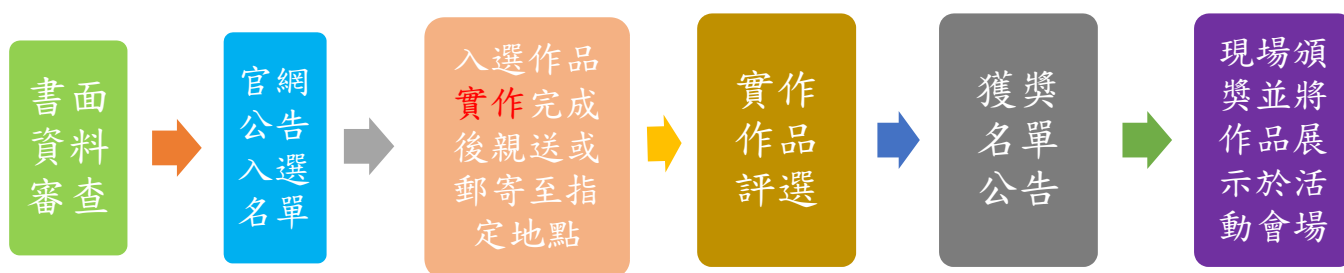 書面
資料
審查
官網
公告
入選
名單
入選作品
實作完成
後親送或
郵寄至指
定地點
實作
作品
評選
獲獎
名單
公告
現場頒
獎並將
作品展
示於活
動會場